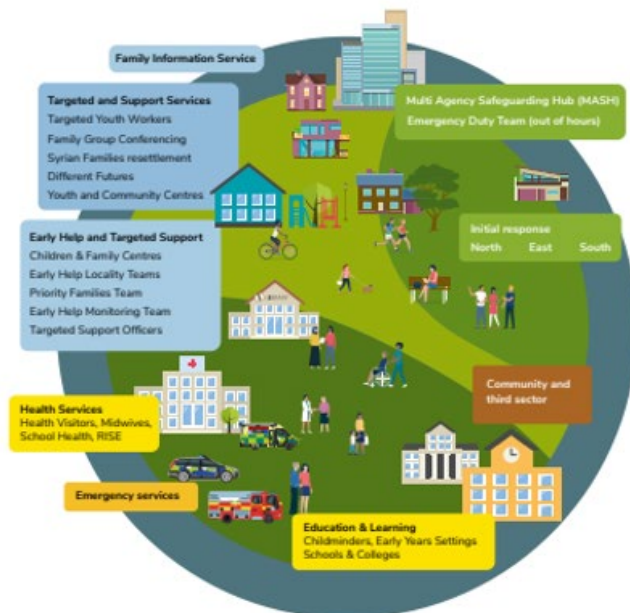 Family Information Service
Targeted and Support Services
Targeted Youth Workers
Family Group Conferencing
Syrian Families resettlement
Different Futures
Youth and Community Centres
Multi Agency Safeguarding Hub (MASH)
Emergency Duty Team (out of hours)
Initial response
North East South
Early Help and Targeted Support
Children & Family Centres
Early Help Locality Teams
Priority Families Team
Early Help Monitoring Team
Targeted Support Officers
Community and
third sector
Health Services
Health Visitors, Midwives,
School Health, RISE
Emergency services
Education & Learning
Childminders, Early Years Settings
Schools & Colleges